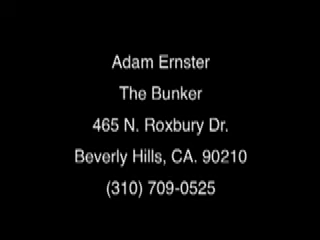 Adam Ernster
The Bunker
465 N. Roxbury Dr.
Beverly Hills, CA. 90210
(310) 709-0525